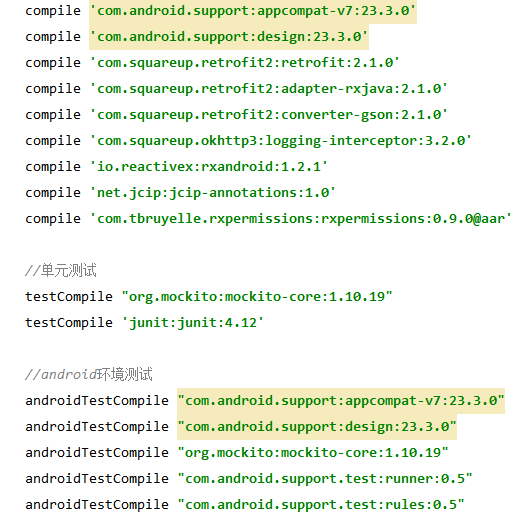 compile 'com.android.support:appcompat-v7:23.3.0'
compile 'com.android.support:design:23.3.0'
compile 'com.squareup.retrofit2:retrofit:2.1.0'
compile 'com.squareup.retrofit2:adapter-rxjava:2.1.0'
compile 'com.squareup.retrofit2:converter-gson:2.1.0'
compile 'com.squareup.okhttp3:logging-interceptor:3.2.0'
compile 'io.reactivex:rxandroid:1.2.1'
compile 'net.jcip:jcip-annotations:1.0'
compile 'com.tbruyelle.rxpermissions:rxpermissions:0.9.0@aar'
//单元测试
testCompile "org.mockito:mockito-core:1.10.19"
testCompile 'junit:junit:4.12'
//android环境测试
androidTestCompile "com.android.support:appcompat-v7:23.3.0"
androidTestCompile "com.android.support:design:23.3.0"
androidTestCompile "org.mockito:mockito-core:1.10.19"
androidTestCompile "com.android.support.test:runner:0.5"
androidTestCompile "com.android.support.test:rules:0.5"